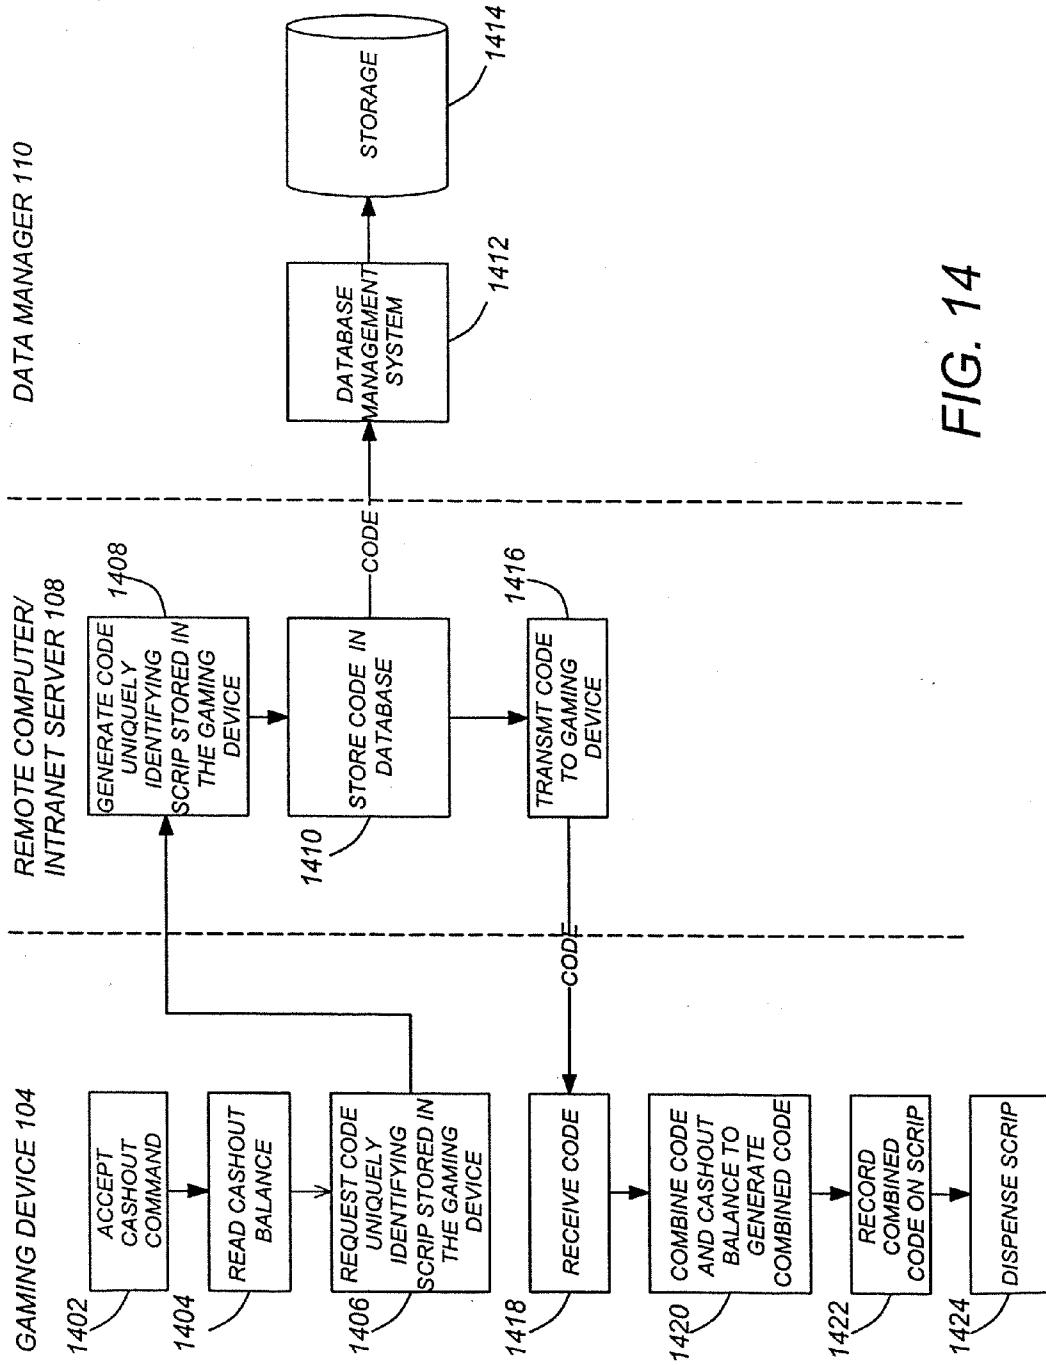 GAMING DEVICE 104
1402
ACCEPT
CASHOUT
COMMAND
1404
READ CASHOUT
BALANCE
1406
REQUEST CODE
UNIQUELY
IDENTIFYING
SCRIP STORED IN
THE GAMING
DEVICE
1418
RECEIVE CODE
1420
COMBINE CODE
AND CASHOUT
BALANCE TO
GENERATE
COMBINED CODE
1422
RECORD
COMBINED
CODE ON SCRIP
1424
DISPENSE SCRIP
REMOTE COMPUTER/
INTRANET SERVER 108
1408
GENERATE CODE
UNIQUELY
IDENTIFYING
SCRIP STORED IN
THE GAMING
DEVICE
1410
STORE CODE IN
DATABASE
CODE
1416
TRANSMT CODE
TO GAMING
DEVICE
CODE
DATA MANAGER 110
DATABASE
MANAGEMENT
SYSTEM
1412
STORAGE
1414
FIG. 14